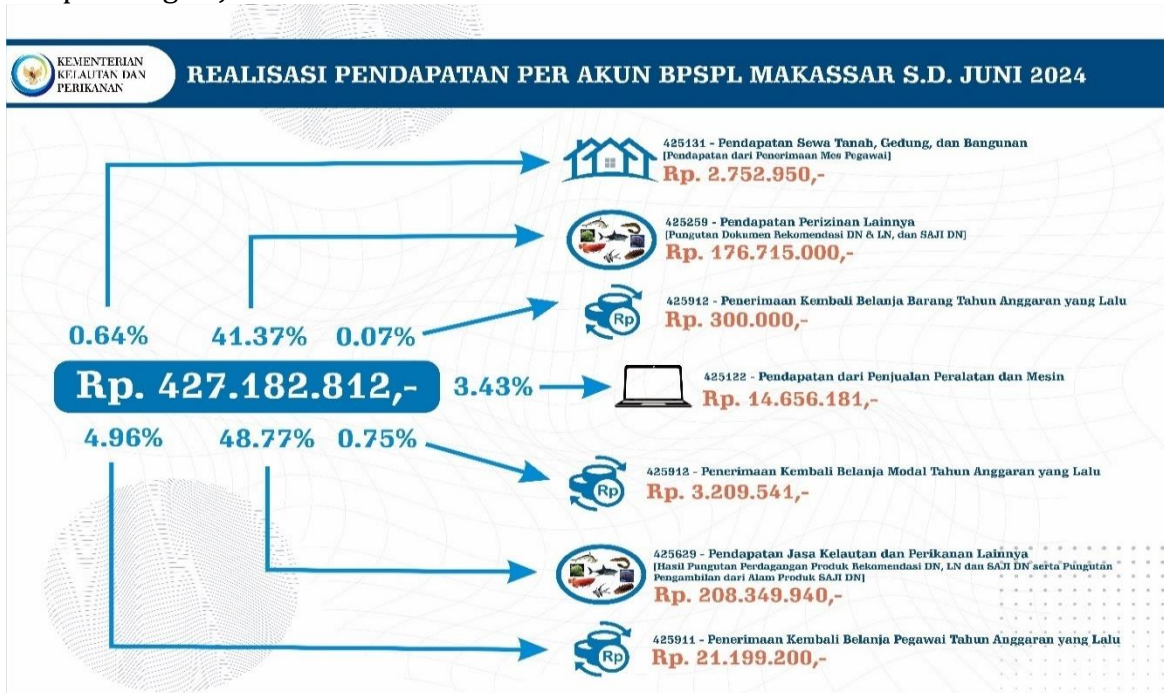 KEMENTERIAN
KELAUTAN DAN
PERIKANAN
REALISASI PENDAPATAN PER AKUN BPSPL MAKASSAR S.D. JUNI 2024
425131 - Pendapatan Sewa Tanah, Gedung, dan Bangunan
[Pendapatan dari Penerimaan Mes Pegawai]
Rp. 2.752.950,-
425259 - Pendapatan Perizinan Lainnya
[Pungutan Dokumen Rekomendasi DN & LN, dan SAJI DN]
Rp. 176.715.000,-
425912 - Penerimaan Kembali Belanja Barang Tahun Anggaran yang Lalu
Rp. 300.000,-
0.64% 41.37% 0.07%
Rp. 427.182.812,- 3.43%
425122 - Pendapatan dari Penjualan Peralatan dan Mesin
Rp. 14.656.181,-
4.96% 48.77% 0.75%
425913 - Penerimaan Kembali Belanja Modal Tahun Anggaran yang Lalu
Rp. 3.209.541,-
425629 - Pendapatan Jasa Kelautan dan Perikanan Lainnya
[Hasil Pungutan Perdagangan Produk Rekomendasi DN, LN dan SAJI DN serta Pungutan
Pengambilan dari Alam Produk SAJI DN]
Rp. 208.349.940,-
425911 - Penerimaan Kembali Belanja Pegawai Tahun Anggaran yang Lalu
Rp. 21.199.200,-